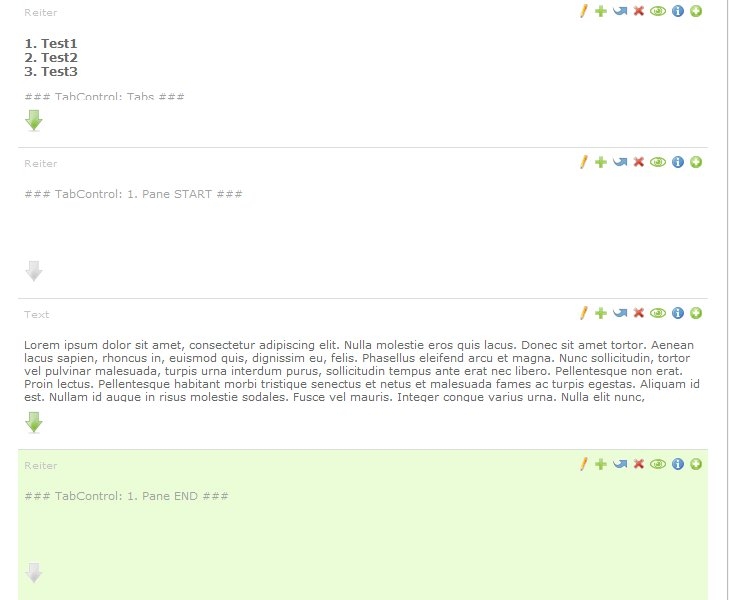 Reiter
1. Test1
2. Test2
3. Test3
### TabControl: Tabs ###
Reiter
### TabControl: 1. Pane START ###
Text
Lorem ipsum dolor sit amet, consectetur adipiscing elit. Nulla molestie eros quis lacus. Donec sit amet tortor. Aenean
lacus sapien, rhoncus in, euismod quis, dignissim eu, felis. Phasellus eleifend arcu et magna. Nunc sollicitudin, tortor
vel pulvinar malesuada, turpis urna interdum purus, sollicitudin tempus ante erat nec libero. Pellentesque non erat.
Proin lectus. Pellentesque habitant morbi tristique senectus et netus et malesuada fames ac turpis egestas. Aliquam id
est. Nullam id augue in risus molestie sodales. Fusce vel mauris. Integer congue varius urna. Nulla elit nunc,
Reiter
### TabControl: 1. Pane END ###